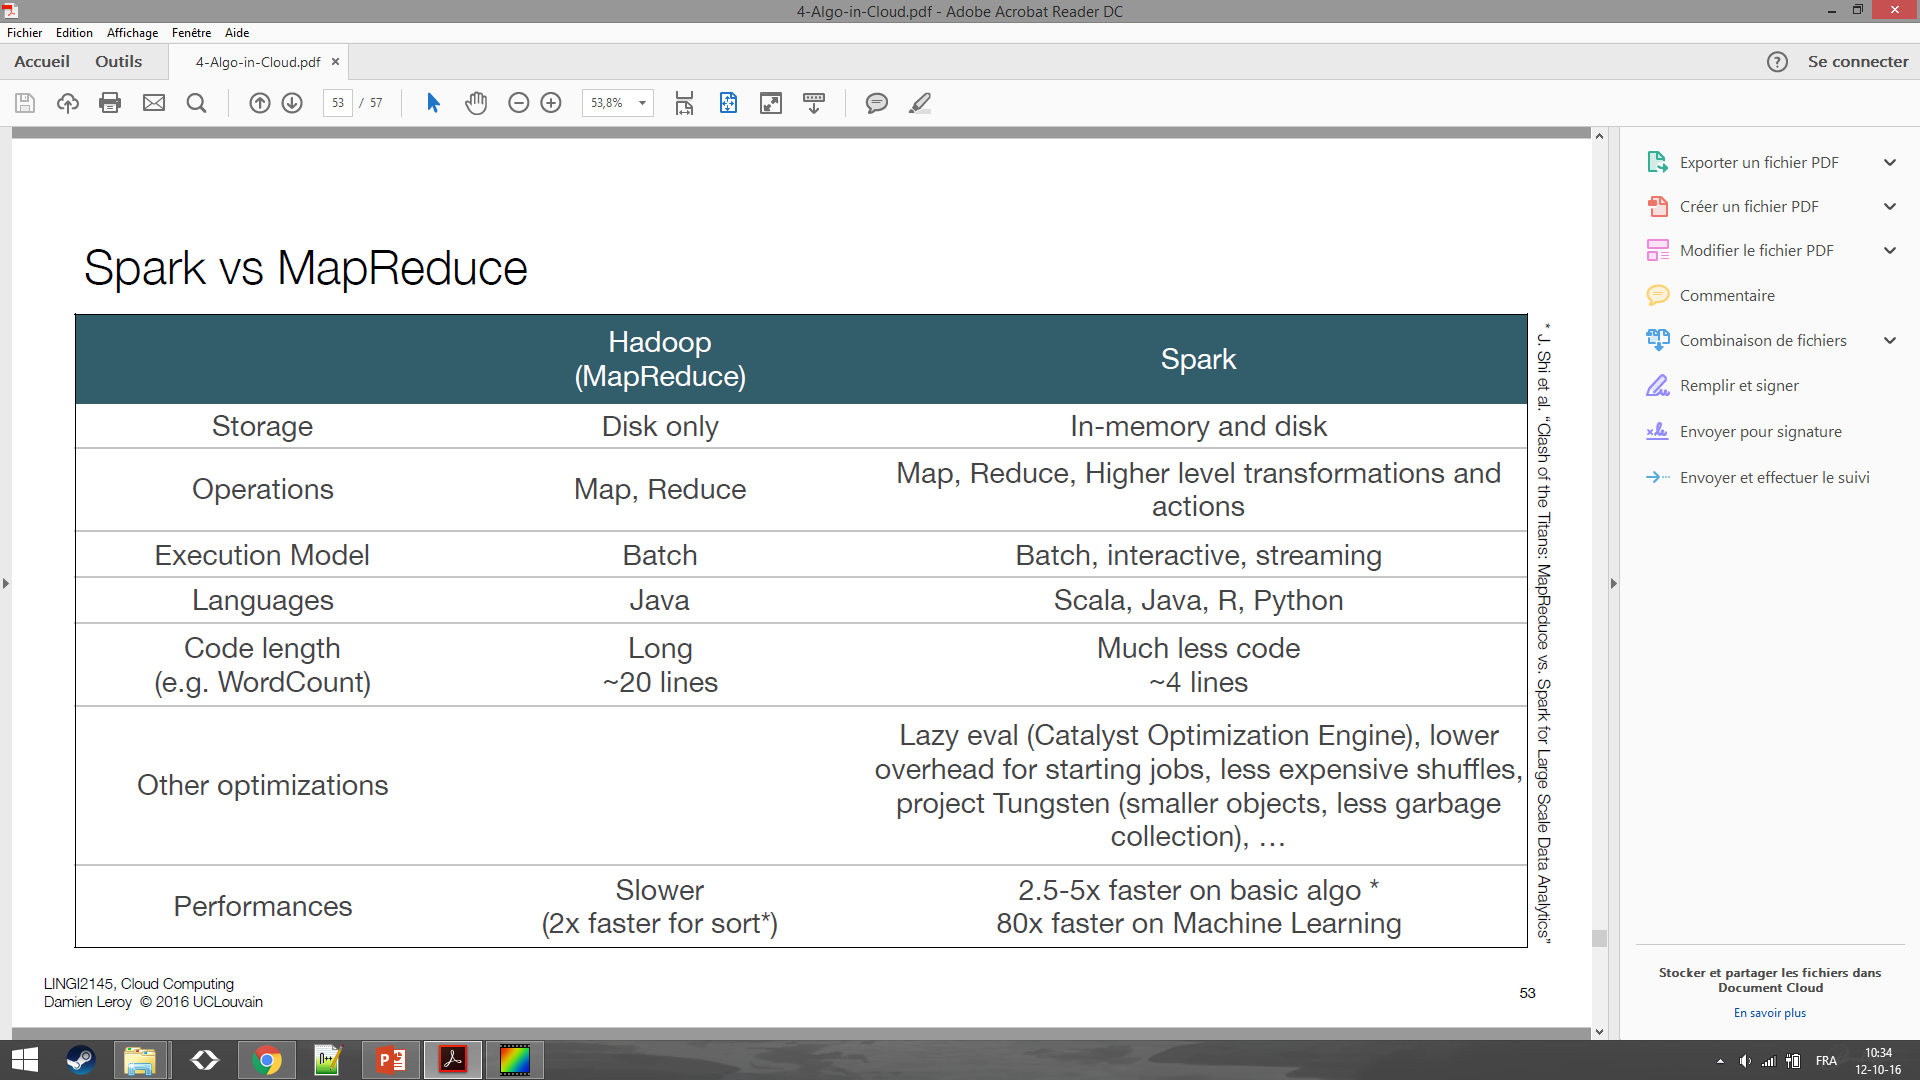 4-Algo-in-Cloud.pdf - Adobe Acrobat Reader DC
Fichier Edition Affichage Fenêtre Aide
Accueil Outils 4-Algo-in-Cloud.pdf × ? Se connecter
53 / 57 53,8%
Spark vs MapReduce
Hadoop
(MapReduce)
Spark
Storage
Disk only
In-memory and disk
Operations
Map, Reduce
Map, Reduce, Higher level transformations and
actions
Execution Model
Batch
Batch, interactive, streaming
Languages
Java
Scala, Java, R, Python
Code length
(e.g. WordCount)
Long
~20 lines
Much less code
~4 lines
Other optimizations
Lazy eval (Catalyst Optimization Engine), lower
overhead for starting jobs, less expensive shuffles,
project Tungsten (smaller objects, less garbage
collection), …
Performances
Slower
(2x faster for sort*)
2.5-5x faster on basic algo *
80x faster on Machine Learning
* J. Shi et al. “Clash of the Titans: MapReduce vs. Spark for Large Scale Data Analytics”
LINGI2145, Cloud Computing
Damien Leroy © 2016 UCLouvain
53
Exporter un fichier PDF
Créer un fichier PDF
Modifier le fichier PDF
Commentaire
Combinaison de fichiers
Remplir et signer
Envoyer pour signature
Envoyer et effectuer le suivi
Stocker et partager les fichiers dans
Document Cloud
En savoir plus
FRA
10:34
12-10-16